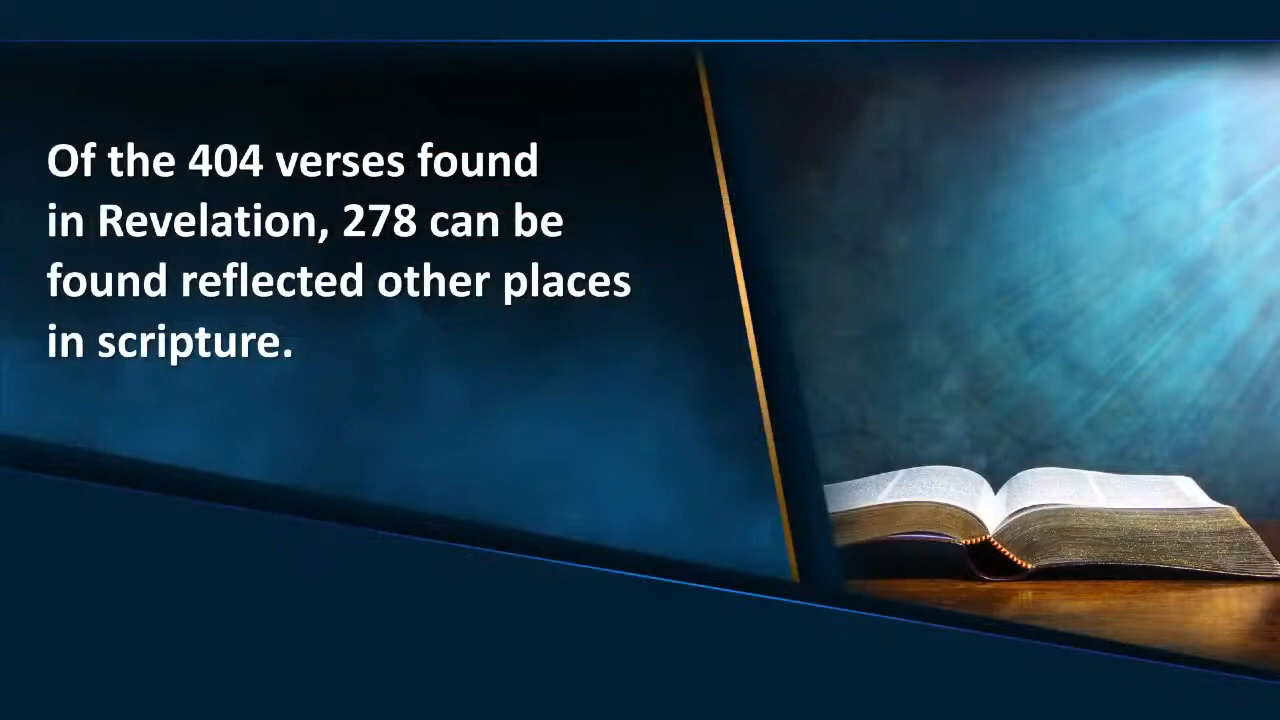 Of the 404 verses found
in Revelation, 278 can be
found reflected other places
in scripture.